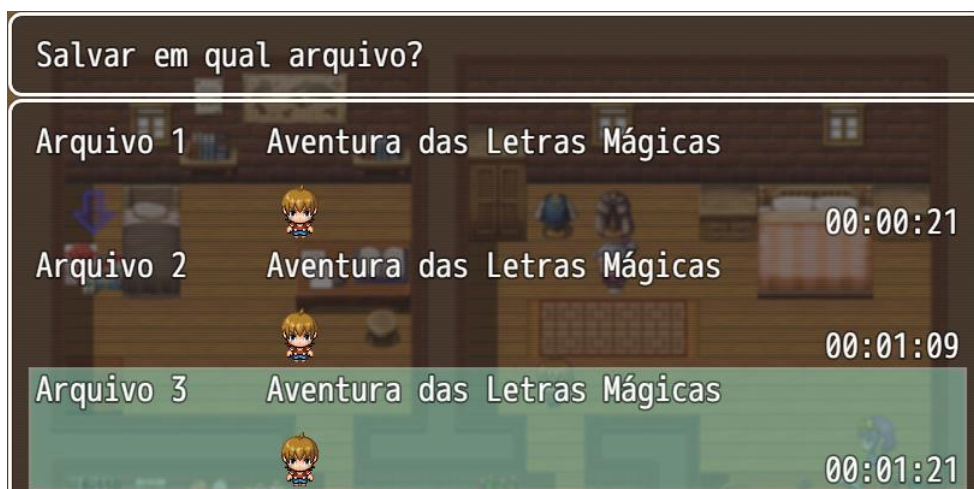 Salvar em qual arquivo?
Arquivo 1 Aventura das Letras Mágicas
00:00:21
Arquivo 2 Aventura das Letras Mágicas
00:01:09
Arquivo 3 Aventura das Letras Mágicas
00:01:21